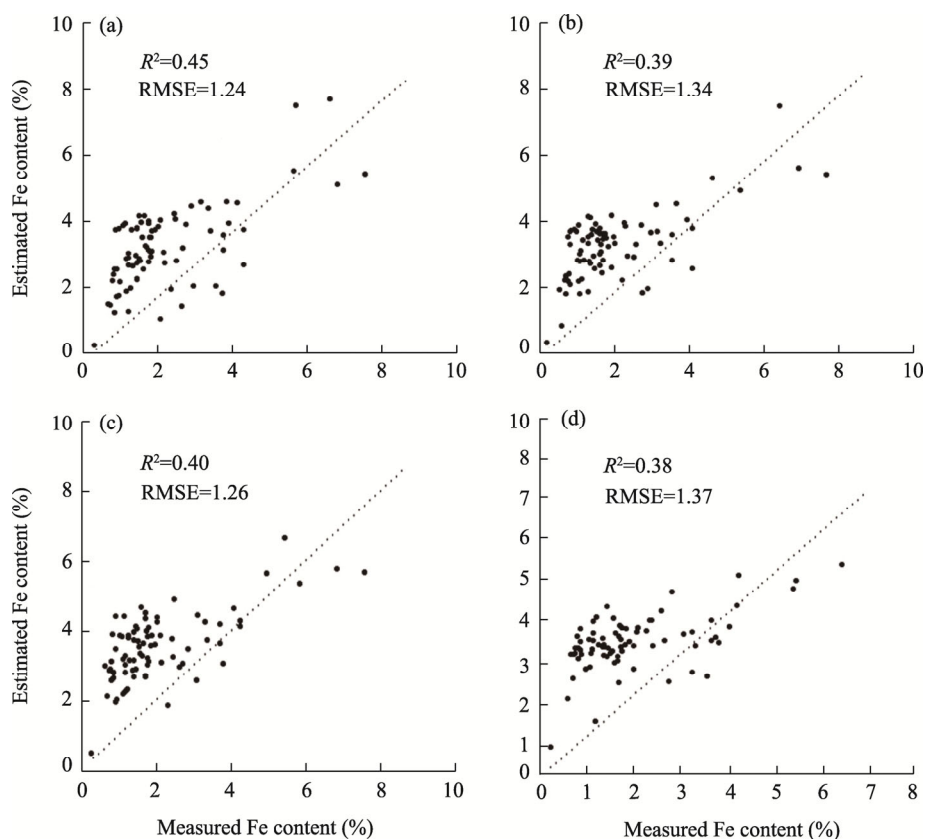 (a)
R²=0.45
RMSE=1.24
10
8
6
4
2
0
0 2 4 6 8 10
Estimated Fe content (%)
(b)
R²=0.39
RMSE=1.34
10
8
6
4
2
0
0 2 4 6 8 10
(c)
R²=0.40
RMSE=1.26
10
8
6
4
2
0
0 2 4 6 8 10
Estimated Fe content (%)
Measured Fe content (%)
(d)
R²=0.38
RMSE=1.37
10
8
7
6
5
4
3
2
1
0
0 1 2 3 4 5 6 7 8
Measured Fe content (%)